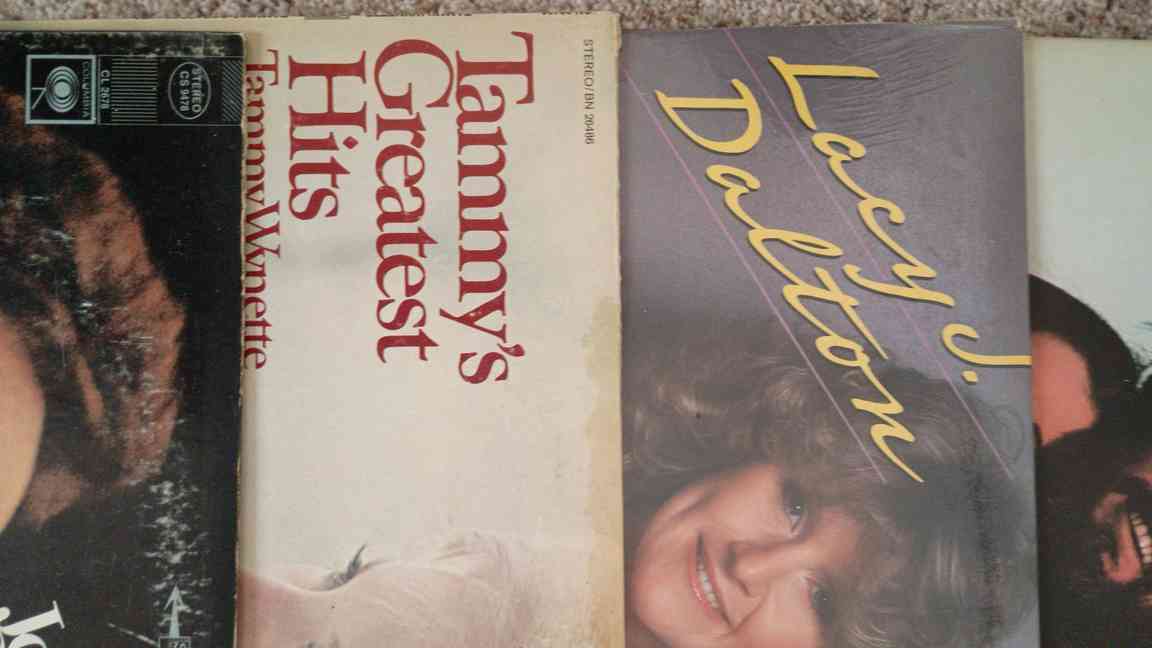 COLUMBIA
CL 2678
STEREO
CS 9478
Tammy's
Greatest
Hits
Tammy Wynette
STEREO/BN 26486
Lacy J.
Dalton